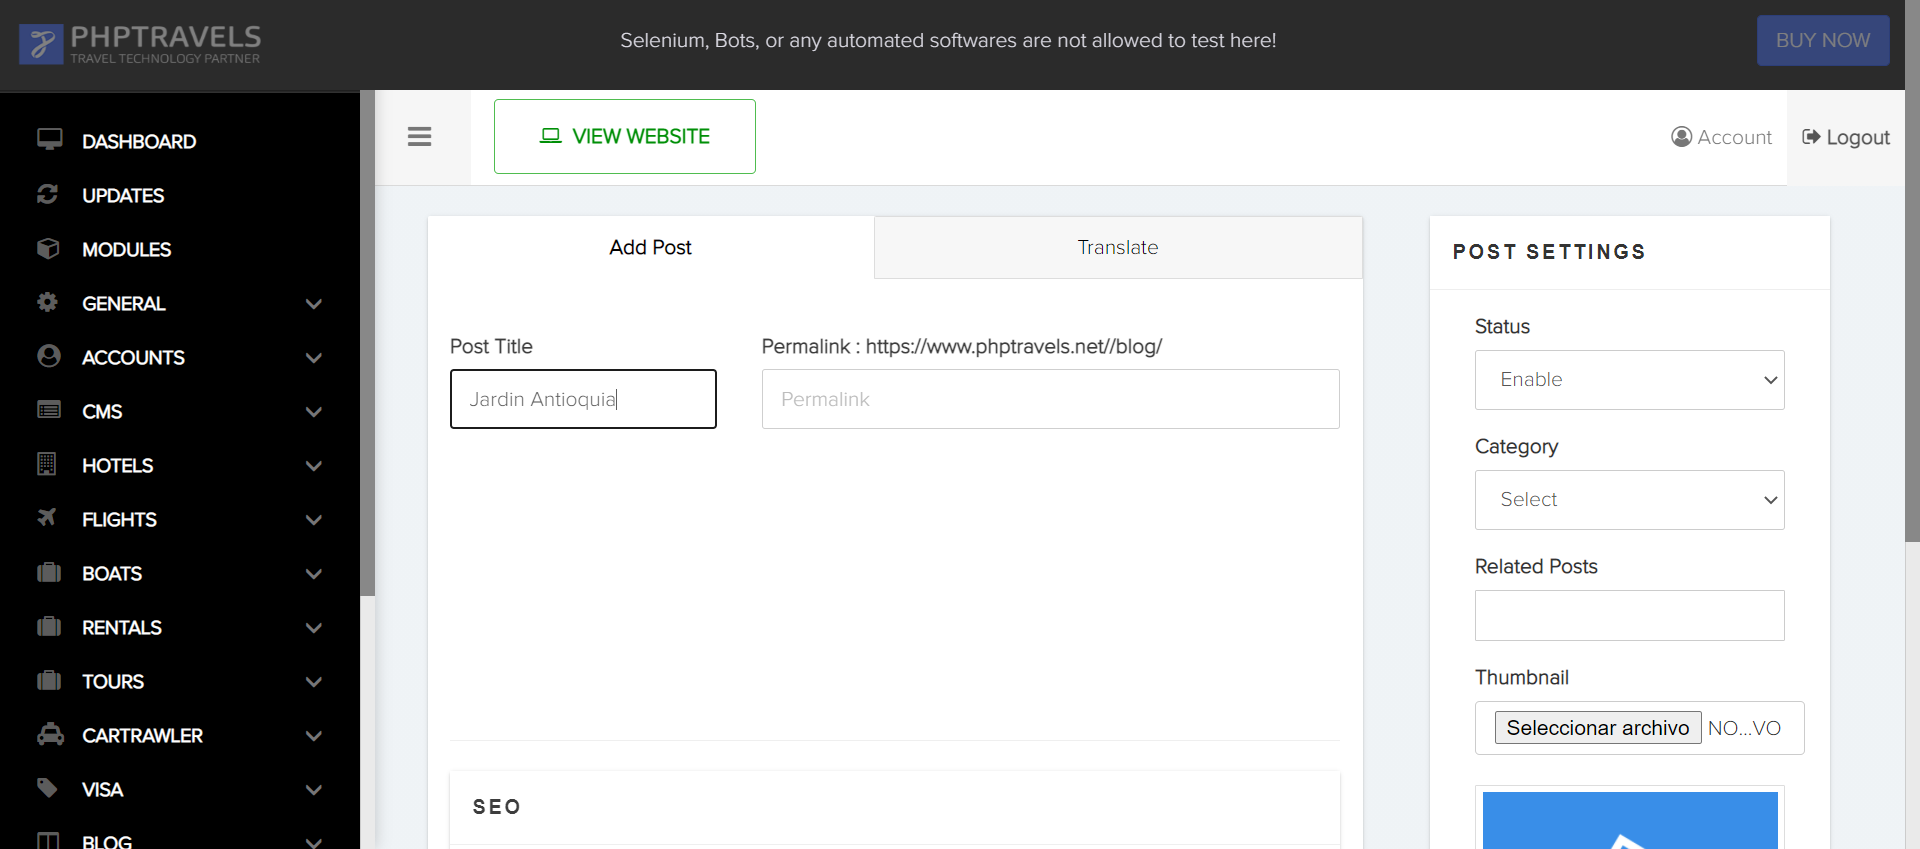 PHPTRAVELS
TRAVEL TECHNOLOGY PARTNER
Selenium, Bots, or any automated softwares are not allowed to test here!
BUY NOW
DASHBOARD
UPDATES
MODULES
GENERAL
ACCOUNTS
CMS
HOTELS
FLIGHTS
BOATS
RENTALS
TOURS
CARTRAWLER
VISA
BLOG
VIEW WEBSITE
Account
Logout
Add Post
Translate
Post Title
Permalink : https://www.phptravels.net//blog/
Jardin Antioquia
Permalink
SEO
POST SETTINGS
Status
Enable
Category
Select
Related Posts
Thumbnail
Seleccionar archivo NO...VO